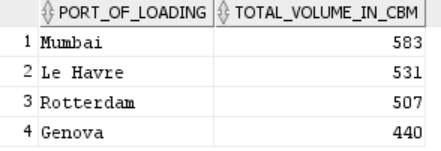 PORT_OF_LOADING TOTAL_VOLUME_IN_CBM
1 Mumbai 583
2 Le Havre 531
3 Rotterdam 507
4 Genova 440